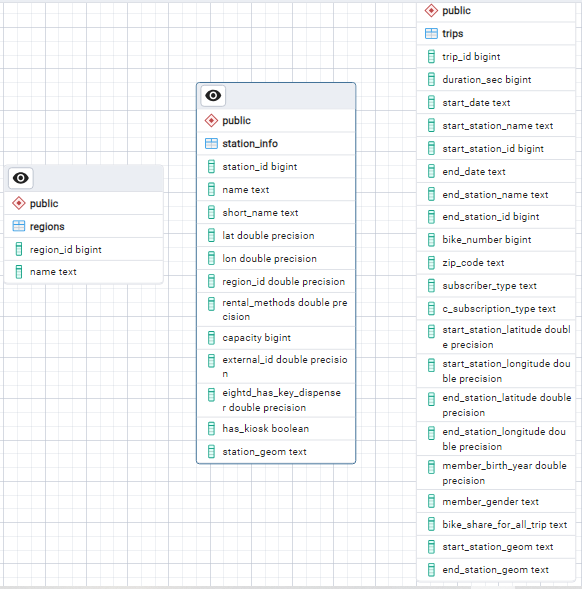 public
regions
region_id bigint
name text
public
station_info
station_id bigint
name text
short_name text
lat double precision
lon double precision
region_id double precision
rental_methods double pre
cision
capacity bigint
external_id double precisio
n
eightd_has_key_dispense
r double precision
has_kiosk boolean
station_geom text
public
trips
trip_id bigint
duration_sec bigint
start_date text
start_station_name text
start_station_id bigint
end_date text
end_station_name text
end_station_id bigint
bike_number bigint
zip_code text
subscriber_type text
c_subscription_type text
start_station_latitude doubl
e precision
start_station_longitude dou
ble precision
end_station_latitude double
precision
end_station_longitude dou
ble precision
member_birth_year double
precision
member_gender text
bike_share_for_all_trip text
start_station_geom text
end_station_geom text